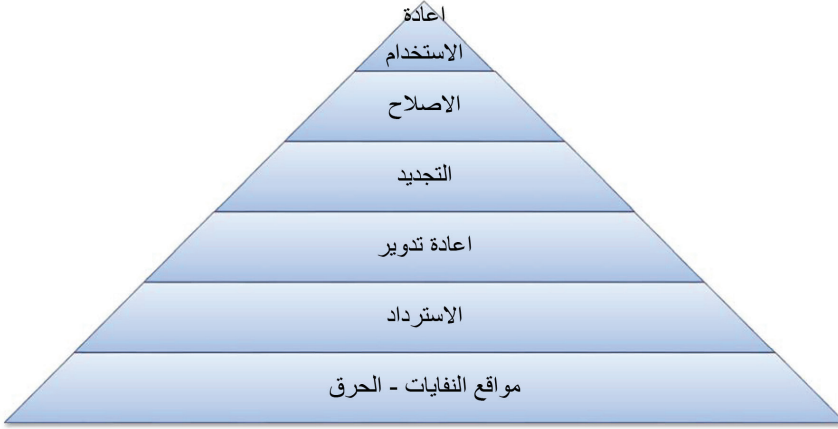 اعادة
الاستخدام
الاصلاح
التجديد
اعادة تدوير
الاسترداد
مواقع النفايات - الحرق